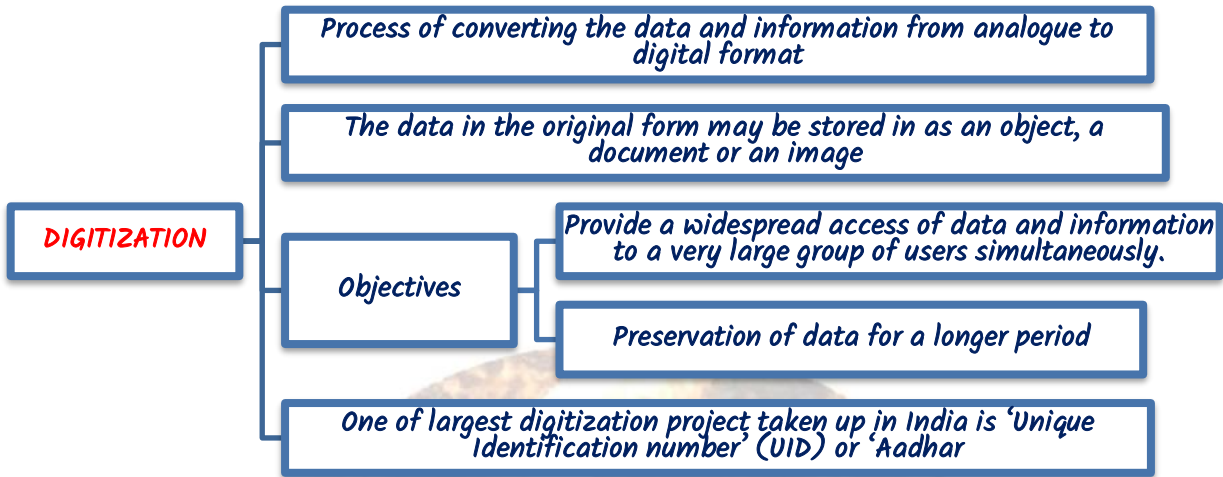 Process of converting the data and information from analogue to
digital format
The data in the original form may be stored in as an object, a
document or an image
DIGITIZATION
Objectives
Provide a widespread access of data and information
to a very large group of users simultaneously.
Preservation of data for a longer period
One of largest digitization project taken up in India is ‘Unique
Identification number’ (UID) or ‘Aadhar